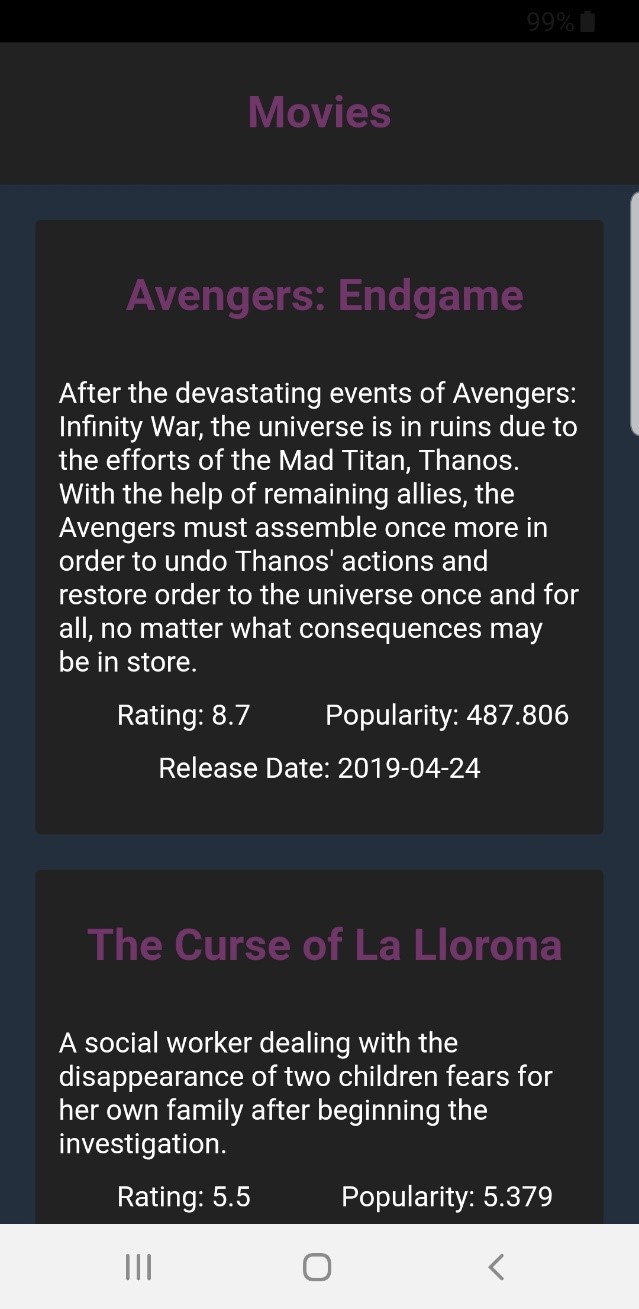 99%
Movies
Avengers: Endgame
After the devastating events of Avengers:
Infinity War, the universe is in ruins due to
the efforts of the Mad Titan, Thanos.
With the help of remaining allies, the
Avengers must assemble once more in
order to undo Thanos' actions and
restore order to the universe once and for
all, no matter what consequences may
be in store.
Rating: 8.7 Popularity: 487.806
Release Date: 2019-04-24
The Curse of La Llorona
A social worker dealing with the
disappearance of two children fears for
her own family after beginning the
investigation.
Rating: 5.5 Popularity: 5.379